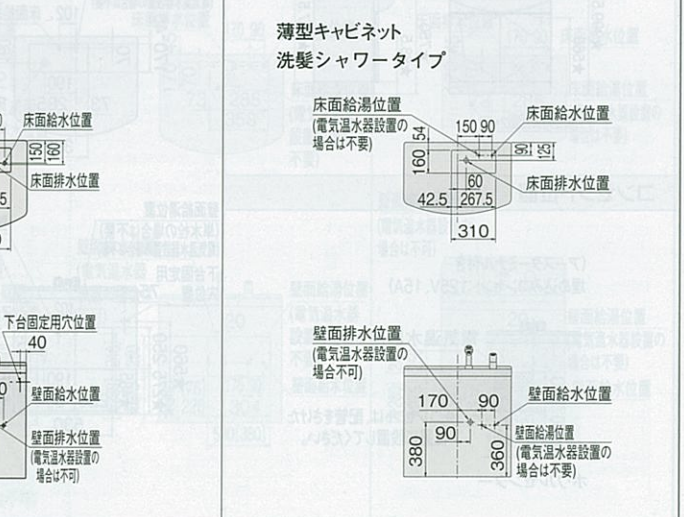 薄型キャビネット
洗髪シャワータイプ
床面給湯位置
(電気温水器設置の
場合は不要)
床面給水位置
54
150 90
90
125
160
60
床面排水位置
42.5
267.5
310
床面給水位置
150
160
床面排水位置
下台固定用穴位置
40
壁面給水位置
壁面排水位置
(電気温水器設置の
場合は不可)
壁面排水位置
(電気温水器設置の
場合は不可)
170
90
壁面給水位置
90
380
360
壁面給湯位置
(電気温水器設置の
場合は不要)